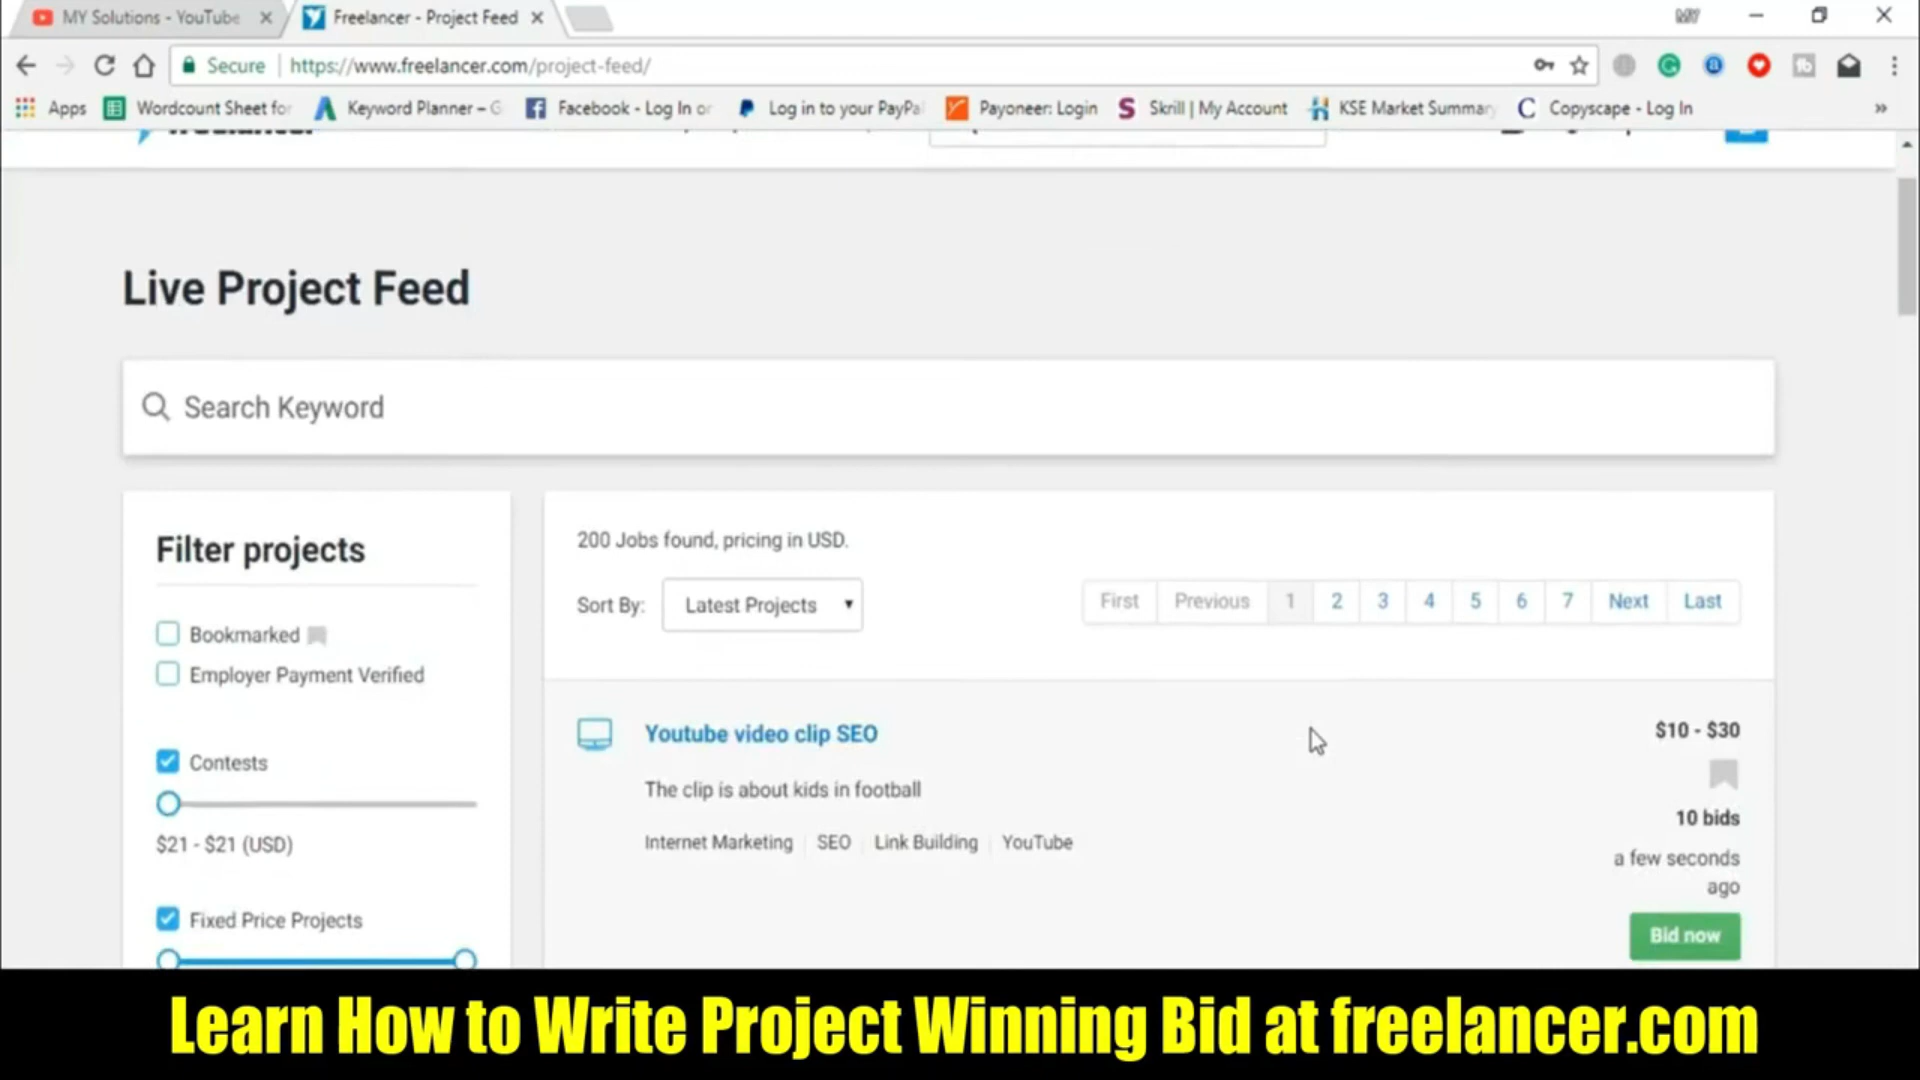 MY Solutions - YouTube
Freelancer - Project Feed
Secure
https://www.freelancer.com/project-feed/
Apps
Wordcount Sheet for
Keyword Planner – G
Facebook - Log In or
Log in to your PayPa
Payoneer: Login
Skrill | My Account
KSE Market Summar
Copyscape - Log In
»
Live Project Feed
Search Keyword
Filter projects
Bookmarked
Employer Payment Verified
Contests
$21 - $21 (USD)
Fixed Price Projects
200 Jobs found, pricing in USD.
Sort By: Latest Projects
First Previous 1 2 3 4 5 6 7 Next Last
Youtube video clip SEO
The clip is about kids in football
Internet Marketing SEO Link Building YouTube
$10 - $30
10 bids
a few seconds
ago
Bid now
Learn How to Write Project Winning Bid at freelancer.com